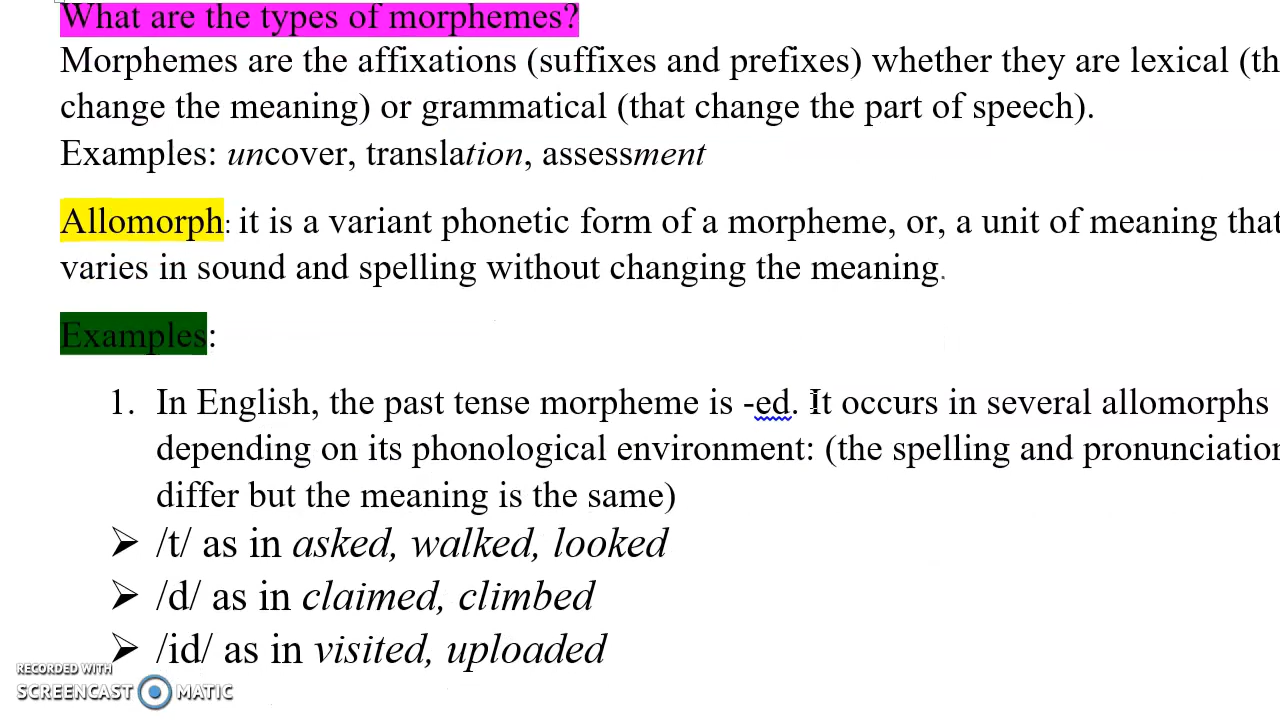 What are the types of morphemes?
Morphemes are the affixations (suffixes and prefixes) whether they are lexical (th
change the meaning) or grammatical (that change the part of speech).
Examples: uncover, translation, assessment
Allomorph: it is a variant phonetic form of a morpheme, or, a unit of meaning that
varies in sound and spelling without changing the meaning.
Examples:
1. In English, the past tense morpheme is -ed. It occurs in several allomorphs
depending on its phonological environment: (the spelling and pronunciation
differ but the meaning is the same)
➢ /t/ as in asked, walked, looked
➢ /d/ as in claimed, climbed
➢ /id/ as in visited, uploaded
RECORDED WITH
SCREENCAST MATIC